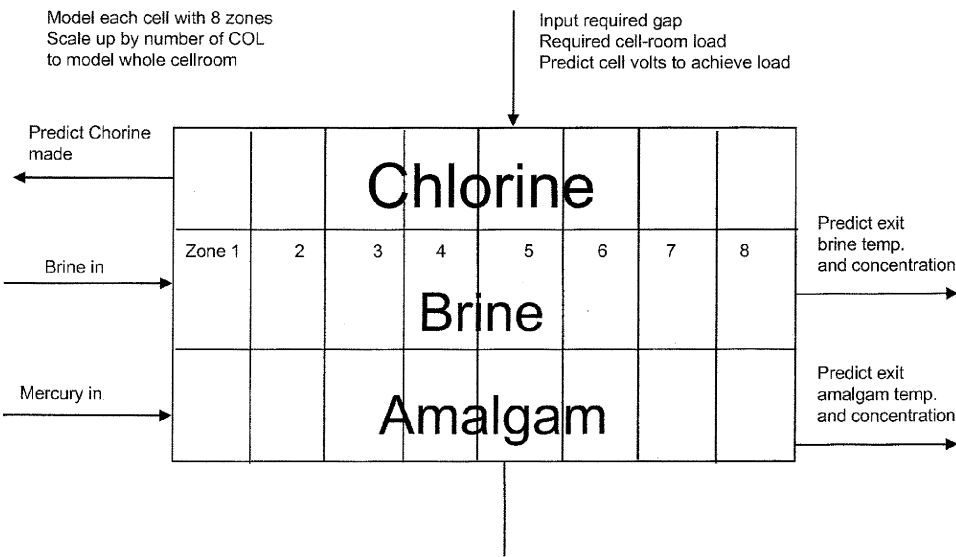 Model each cell with 8 zones
Scale up by number of COL
to model whole cellroom
Input required gap
Required cell-room load
Predict cell volts to achieve load
Predict Chorine
made
Chlorine
Zone 1 2 3 4 5 6 7 8
Brine in
Brine
Predict exit
brine temp.
and concentration
Mercury in
Amalgam
Predict exit
amalgam temp.
and concentration